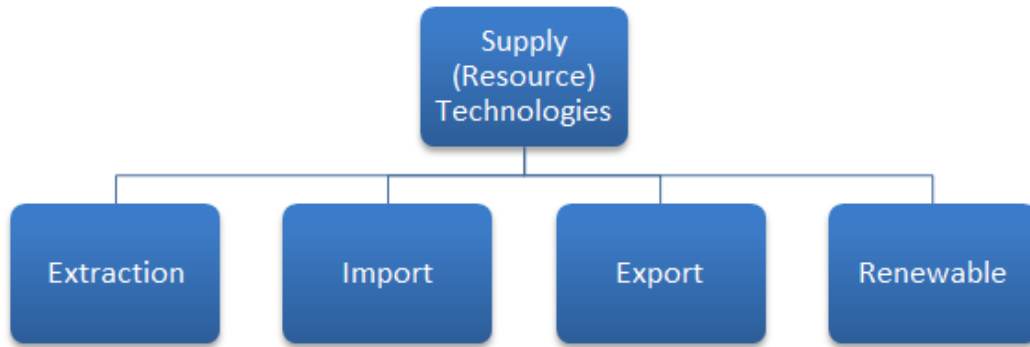 Supply
(Resource)
Technologies
Extraction
Import
Export
Renewable